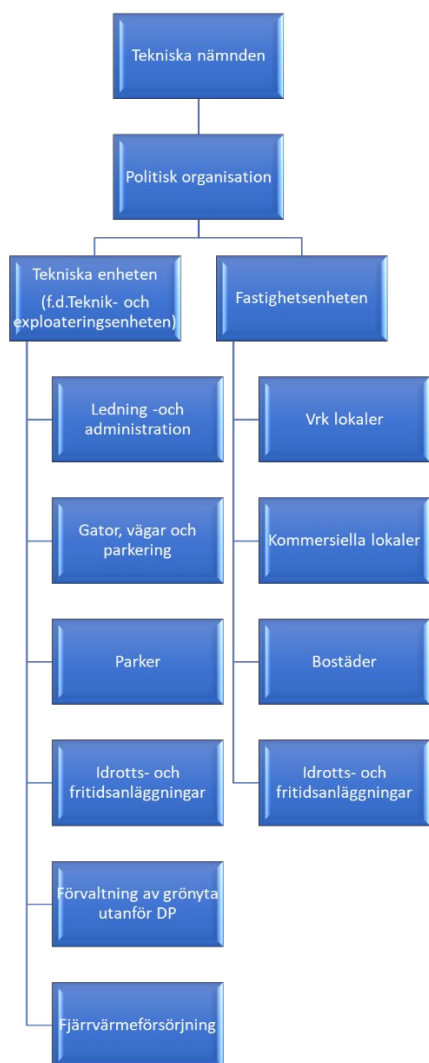 Tekniska nämnden
Politisk organisation
Tekniska enheten
(f.d.Teknik- och
exploateringsenheten)
Ledning -och
administration
Gator, vägar och
parkering
Parker
Idrotts- och
fritidsanläggningar
Förvaltning av grönyta
utanför DP
Fjärrvärmeförsörjning
Fastighetsenheten
Vrk lokaler
Kommersiella lokaler
Bostäder
Idrotts- och
fritidsanläggningar